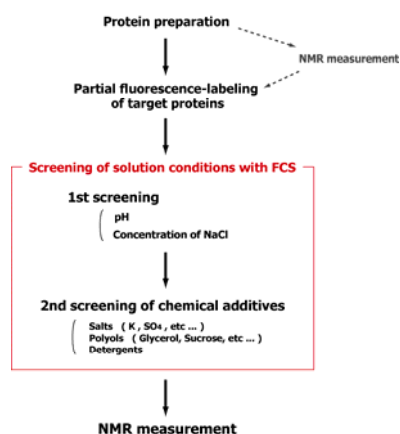 Protein preparation
NMR measurement
Partial fluorescence-labeling
of target proteins
Screening of solution conditions with FCS
1st screening
pH
Concentration of NaCl
2nd screening of chemical additives
Salts ( K , SO4 , etc ... )
Polyols ( Glycerol, Sucrose, etc ... )
Detergents
NMR measurement